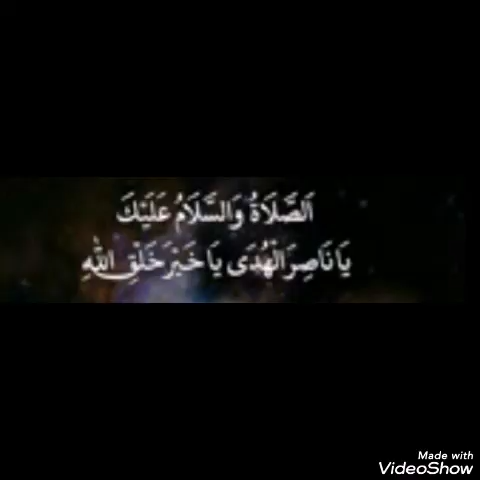 اَلصَّلَاةُ وَالسَّلَامُ عَلَيْكَ
يَا نَاصِرَ الْهُدَى يَا خَيْرَ خَلْقِ اللهِ
Made with
VideoShow